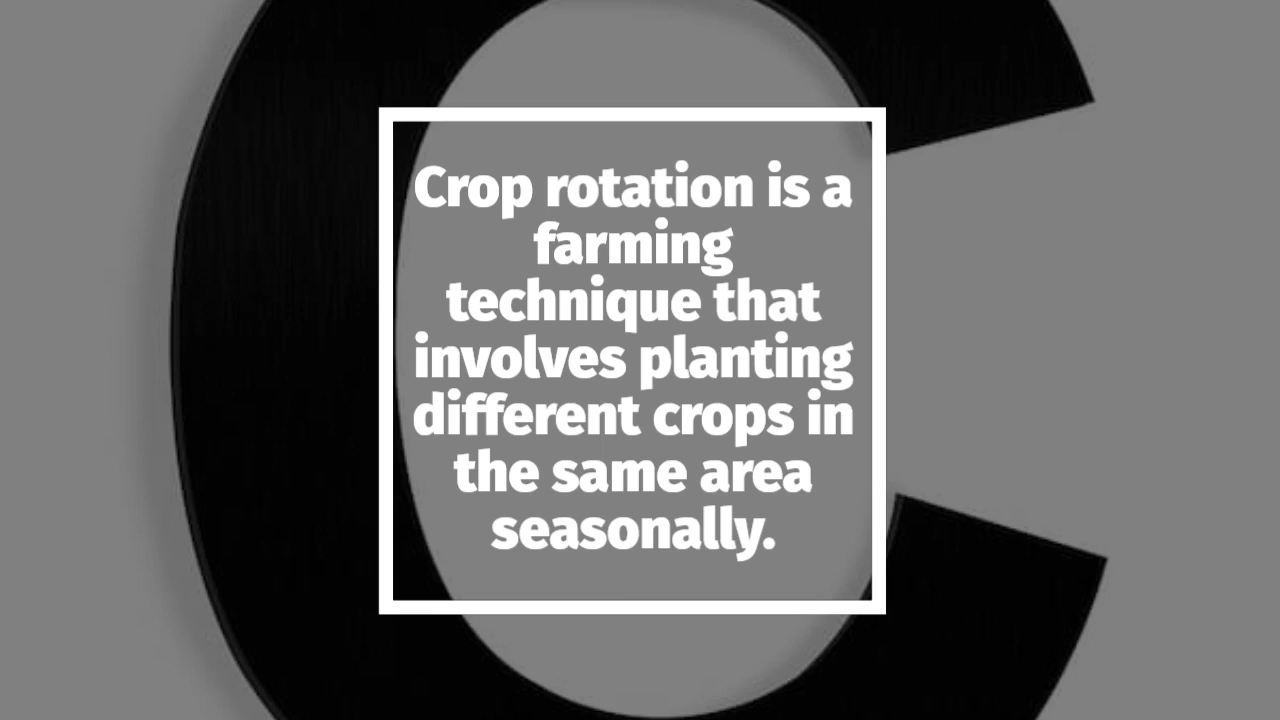 Crop rotation is a
farming
technique that
involves planting
different crops in
the same area
seasonally.